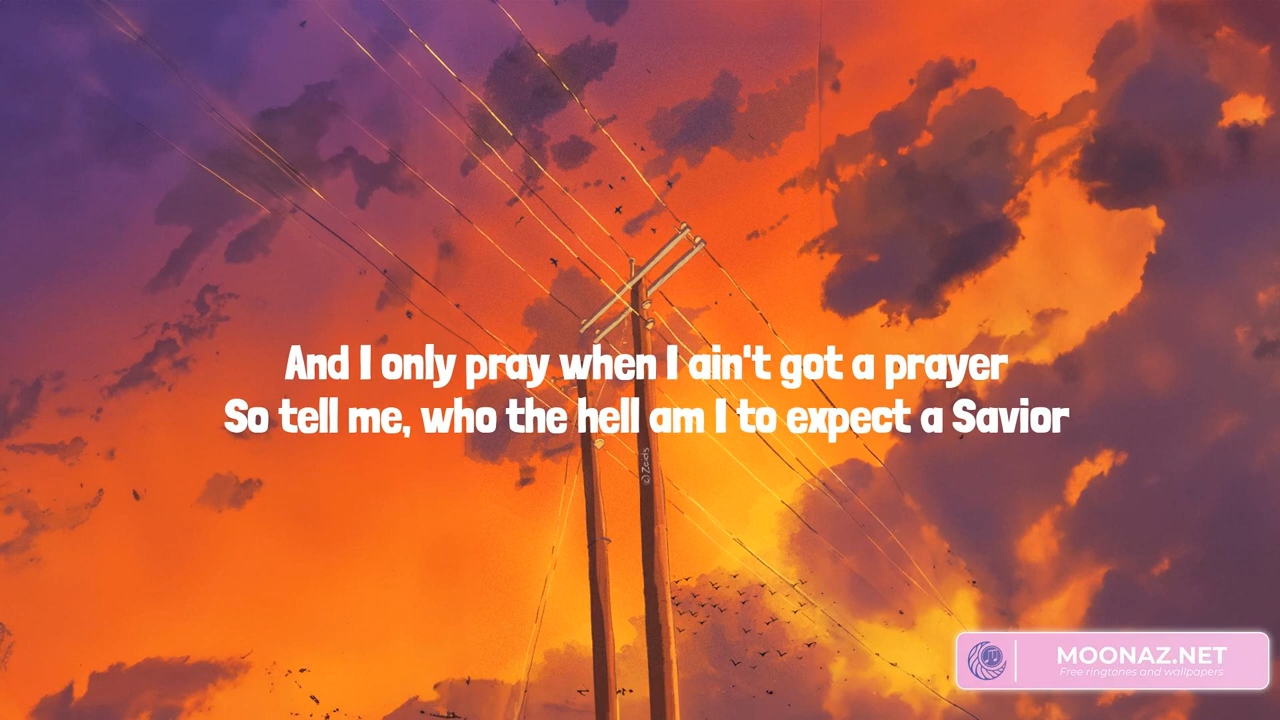 And I only pray when I ain't got a prayer
So tell me, who the hell am I to expect a Savior
© Zaids
MOONAZ.NET
Free ringtones and wallpapers